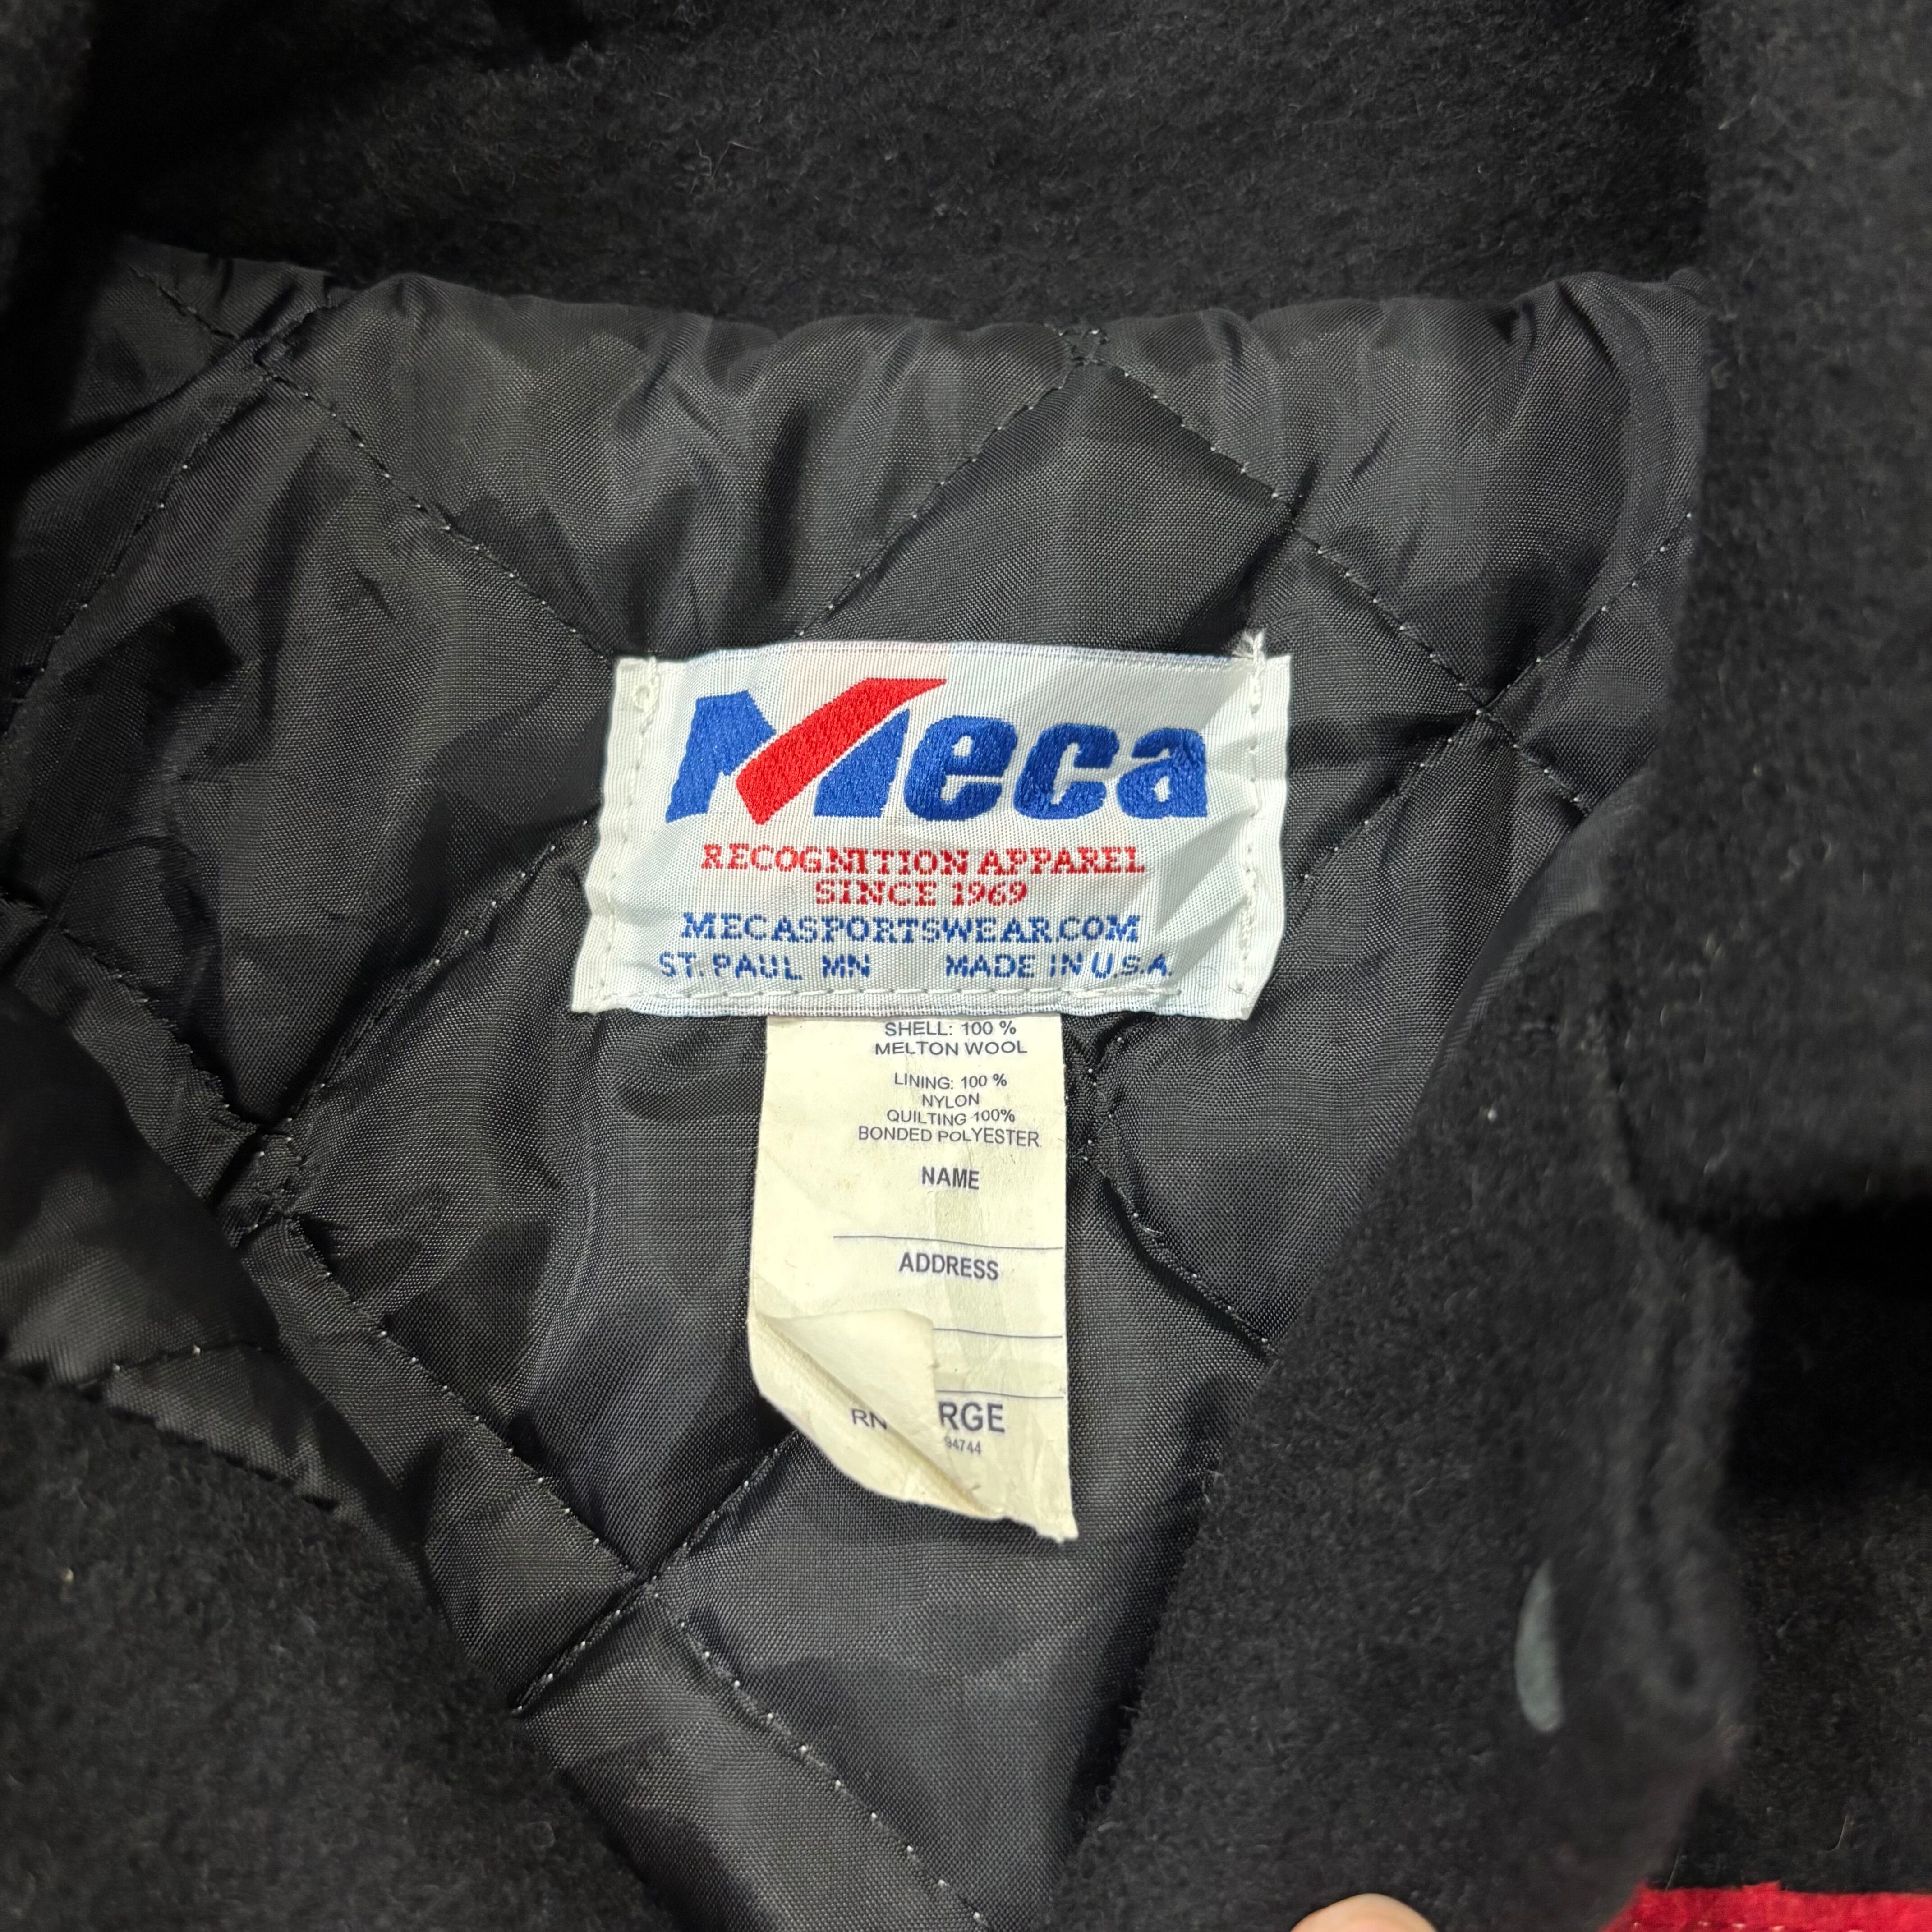 Meca
RECOGNITION APPAREL
SINCE 1969
MECASPORTSWEAR.COM
ST. PAUL MN MADE IN U.S.A.
SHELL: 100 %
MELTON WOOL
LINING: 100 %
NYLON
QUILTING 100%
BONDED POLYESTER
NAME
ADDRESS
RGE
RN 94744